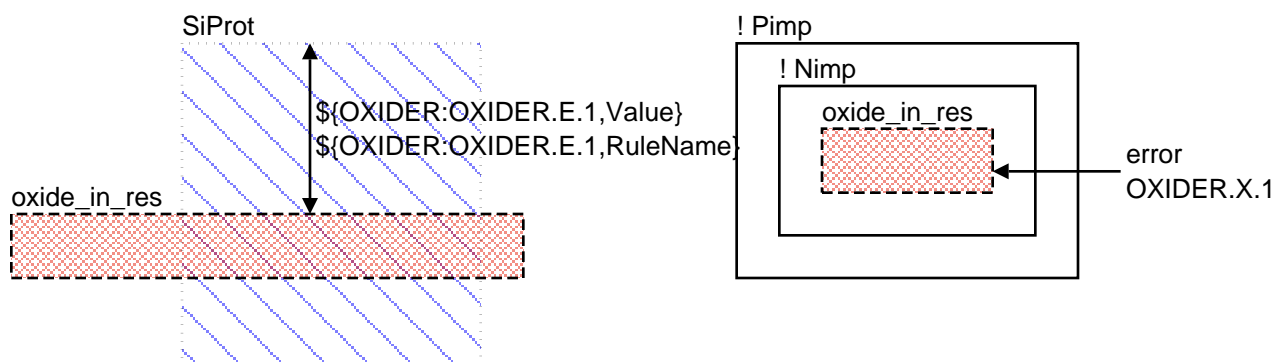 SiProt
${OXIDER:OXIDER.E.1,Value}
${OXIDER:OXIDER.E.1,RuleName}
oxide_in_res
! Pimp
! Nimp
oxide_in_res
error
OXIDER.X.1